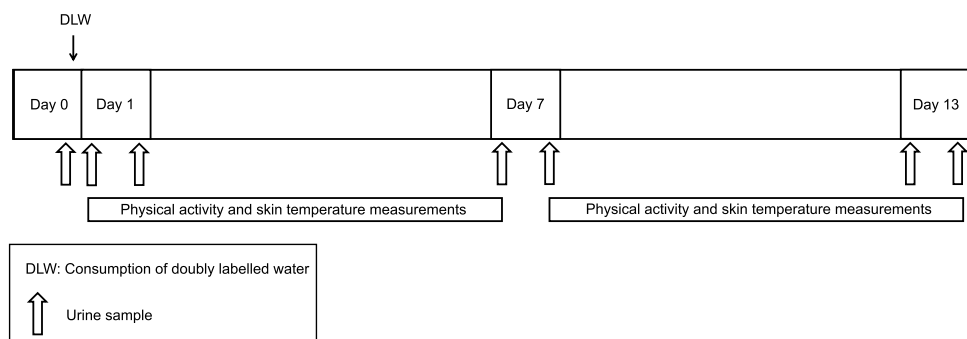 DLW
Day 0
Day 1
Day 7
Day 13
Physical activity and skin temperature measurements
Physical activity and skin temperature measurements
DLW: Consumption of doubly labelled water
Urine sample